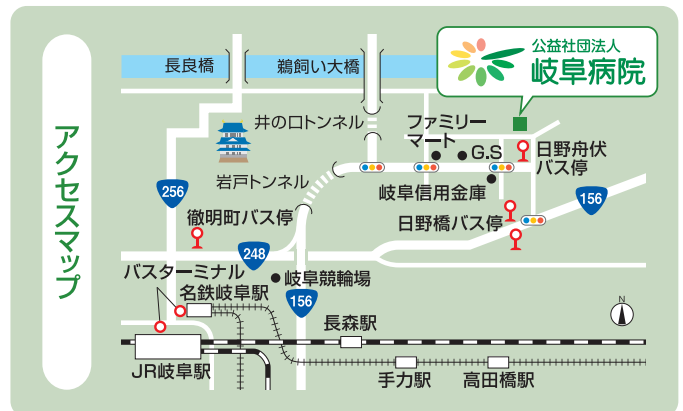 アクセスマップ
公益社団法人
岐阜病院
長良橋
鵜飼い大橋
井の口トンネル
ファミリー
マート
G.S
日野舟伏
バス停
岩戸トンネル
岐阜信用金庫
256
徹明町バス停
日野橋バス停
156
248
バスターミナル
岐阜競輪場
名鉄岐阜駅
156
N
長森駅
JR岐阜駅
手力駅
高田橋駅